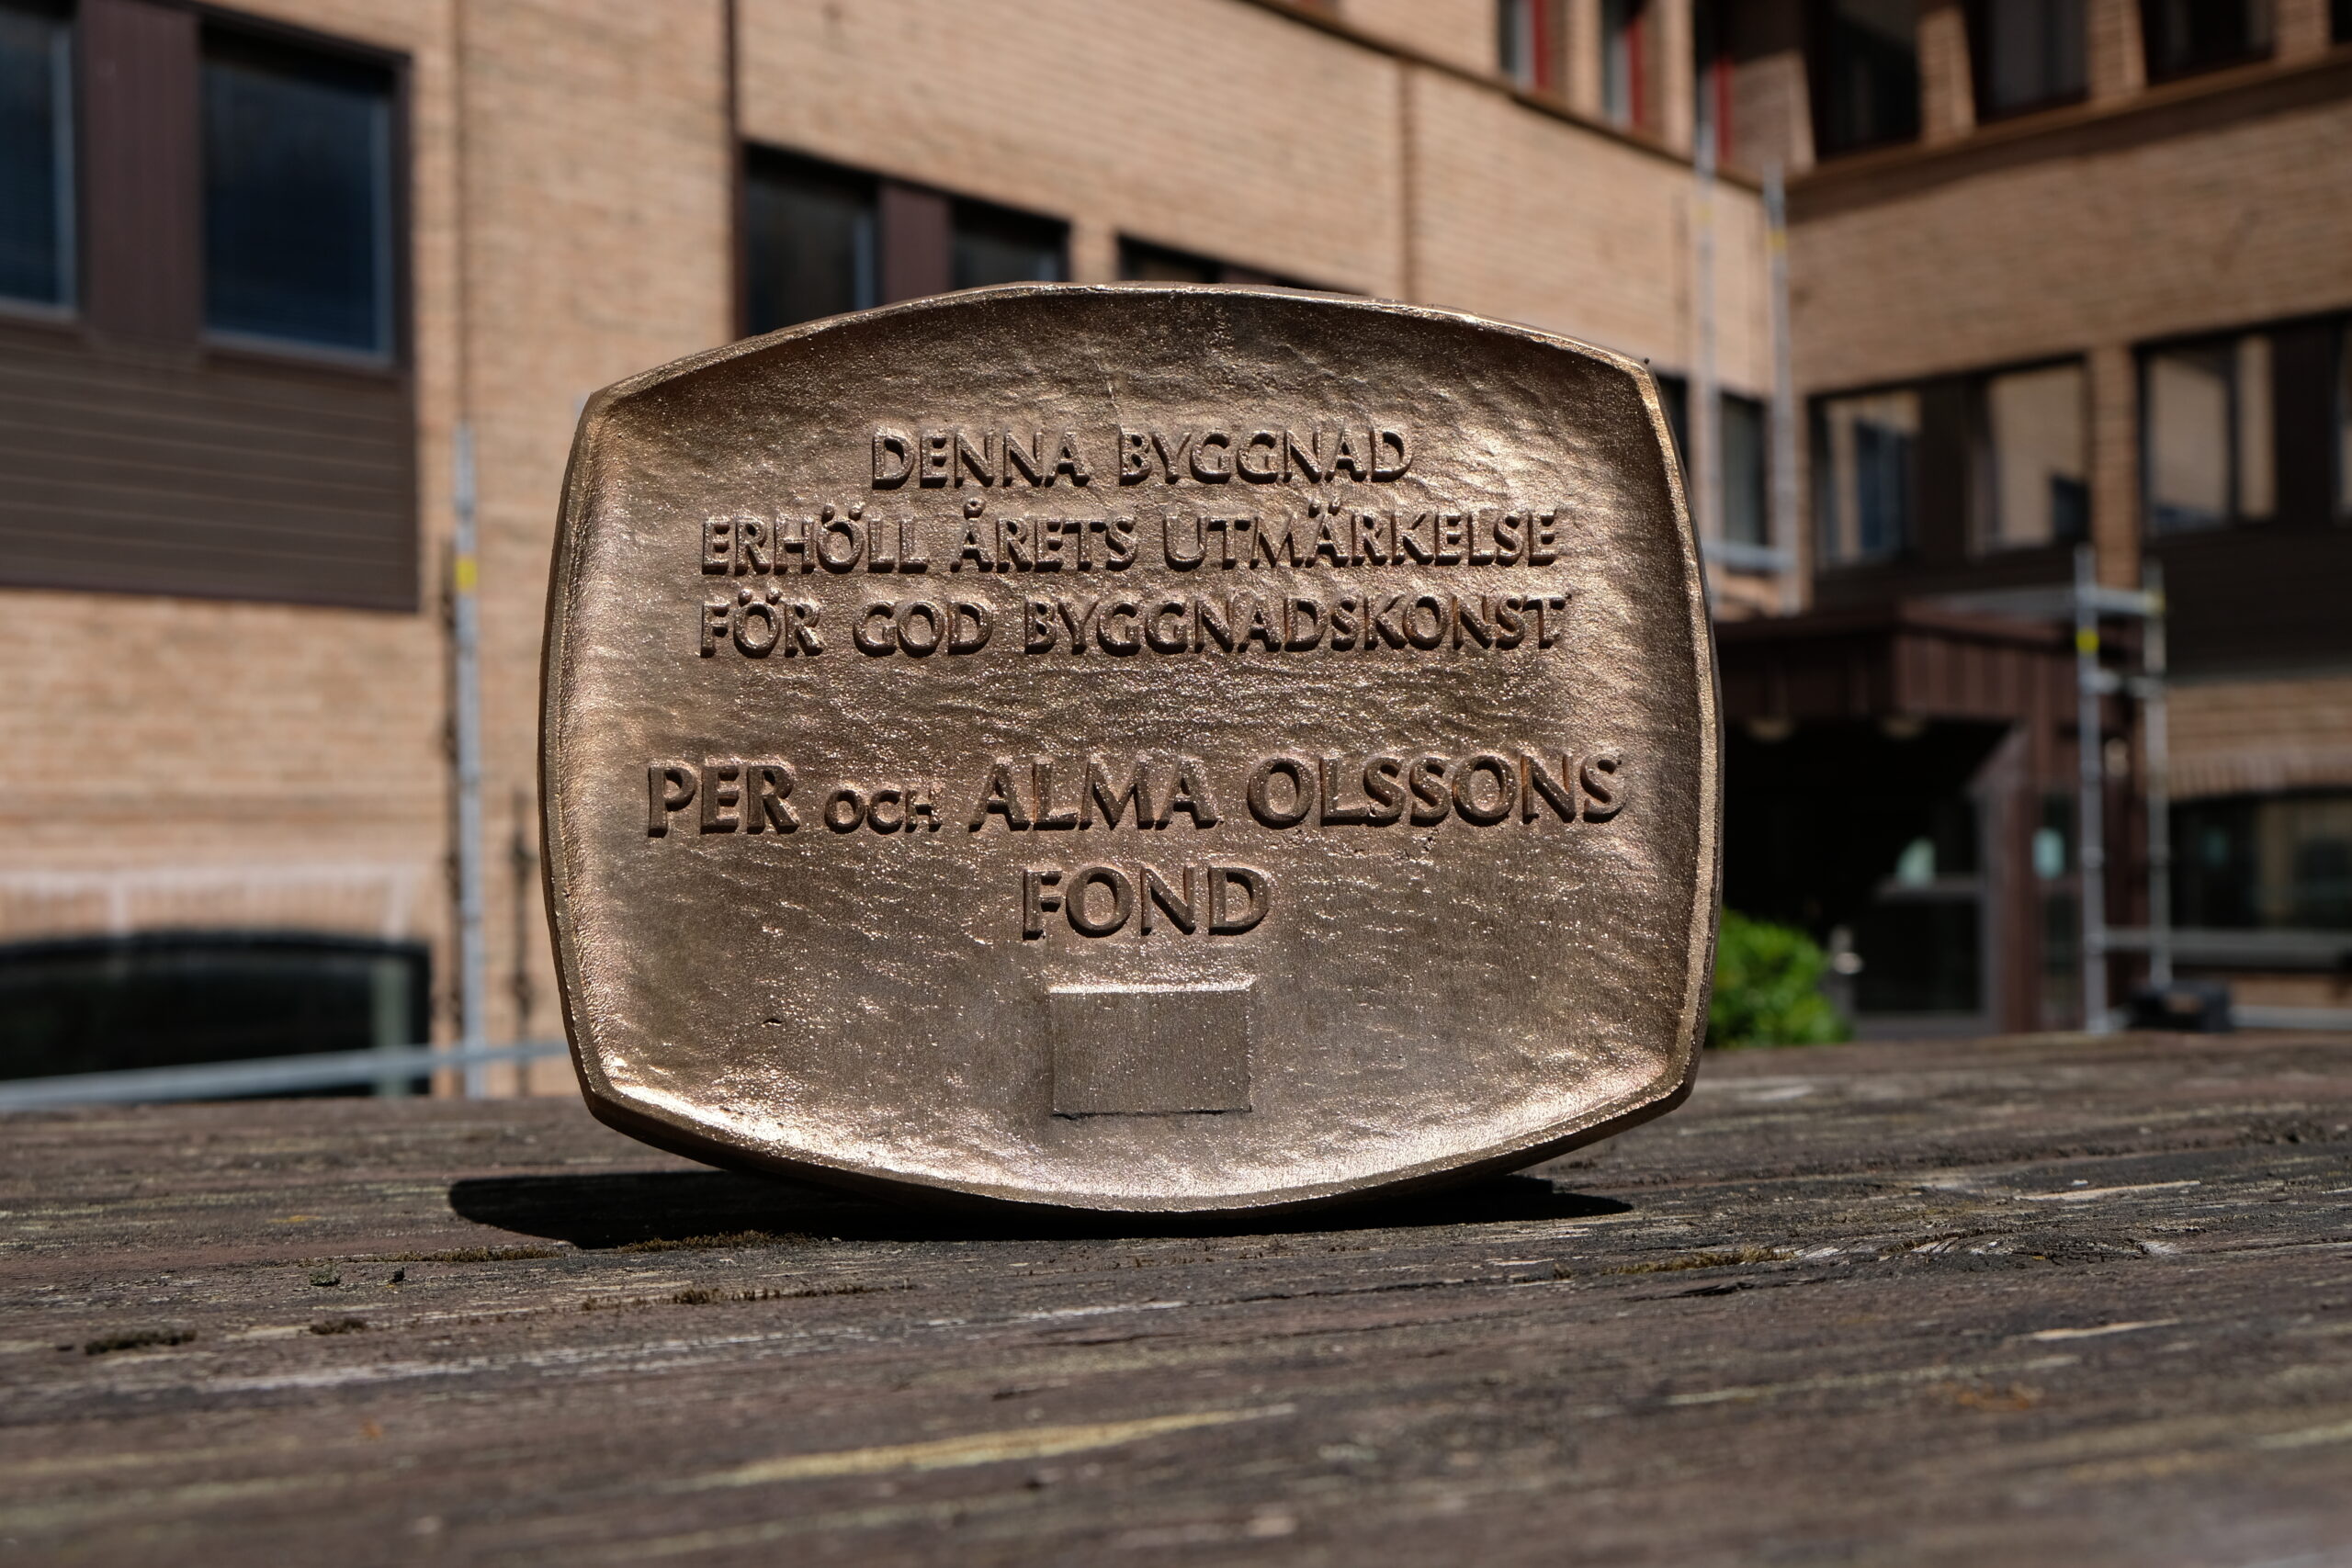 DENNA BYGGNAD
ERHÖLL ÅRETS UTMÄRKELSE
FÖR GOD BYGGNADSKONST
PER OCH ALMA OLSSONS
FOND